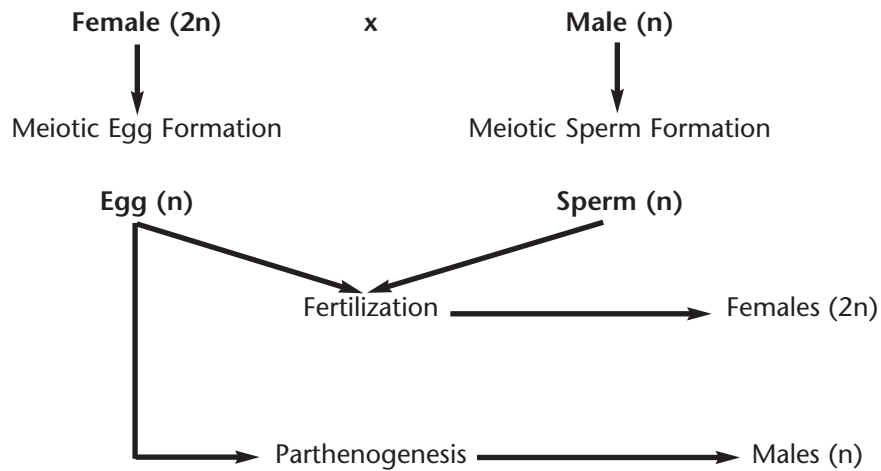 Female (2n) x Male (n)
Meiotic Egg Formation Meiotic Sperm Formation
Egg (n) Sperm (n)
Fertilization Females (2n)
Parthenogenesis Males (n)